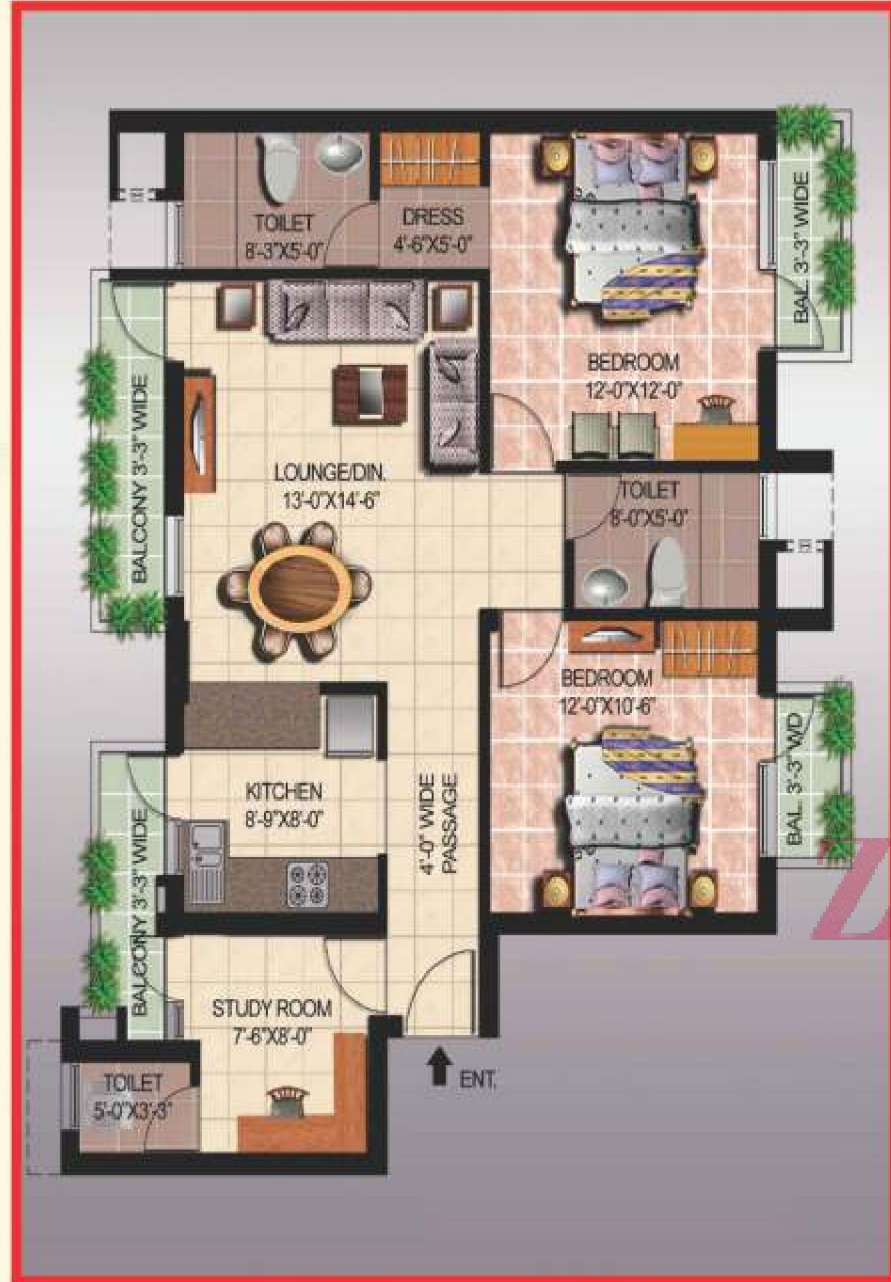 TOILET
8'-3"X5'-0"
DRESS
4'-6"X5'-0"
BAL. 3'-3" WIDE
BEDROOM
12'-0"X12'-0"
BALCONY 3'-3" WIDE
LOUNGE/DIN.
13'-0"X14'-6"
TOILET
8'-0"X5'-0"
BEDROOM
12'-0"X10'-6"
BAL. 3'-3" WD
KITCHEN
8'-9"X8'-0"
4'-0" WIDE
PASSAGE
BALCONY 3'-3" WIDE
STUDY ROOM
7'-6"X8'-0"
TOILET
5'-0"X3'-3"
ENT.
Z